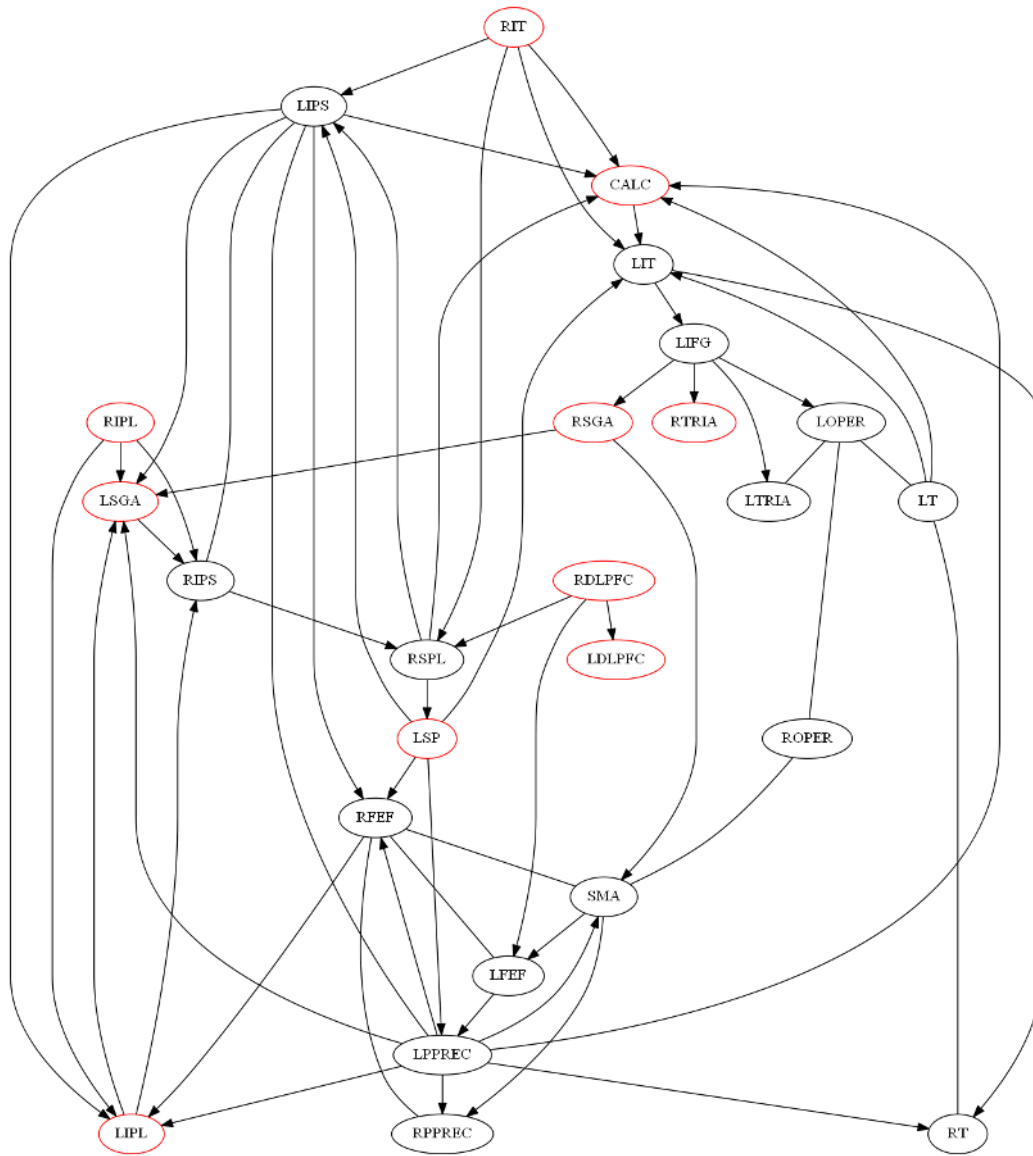 RIT
LIPS
CALC
LIT
LIFG
RIPL
RSGA
RTRIA
LOPER
LSGA
LTRIA
LT
RIPS
RDLPFC
RSPL
LDLPFC
LSP
ROPER
RFEF
SMA
LFEF
LPPREC
LIPL
RPPREC
RT